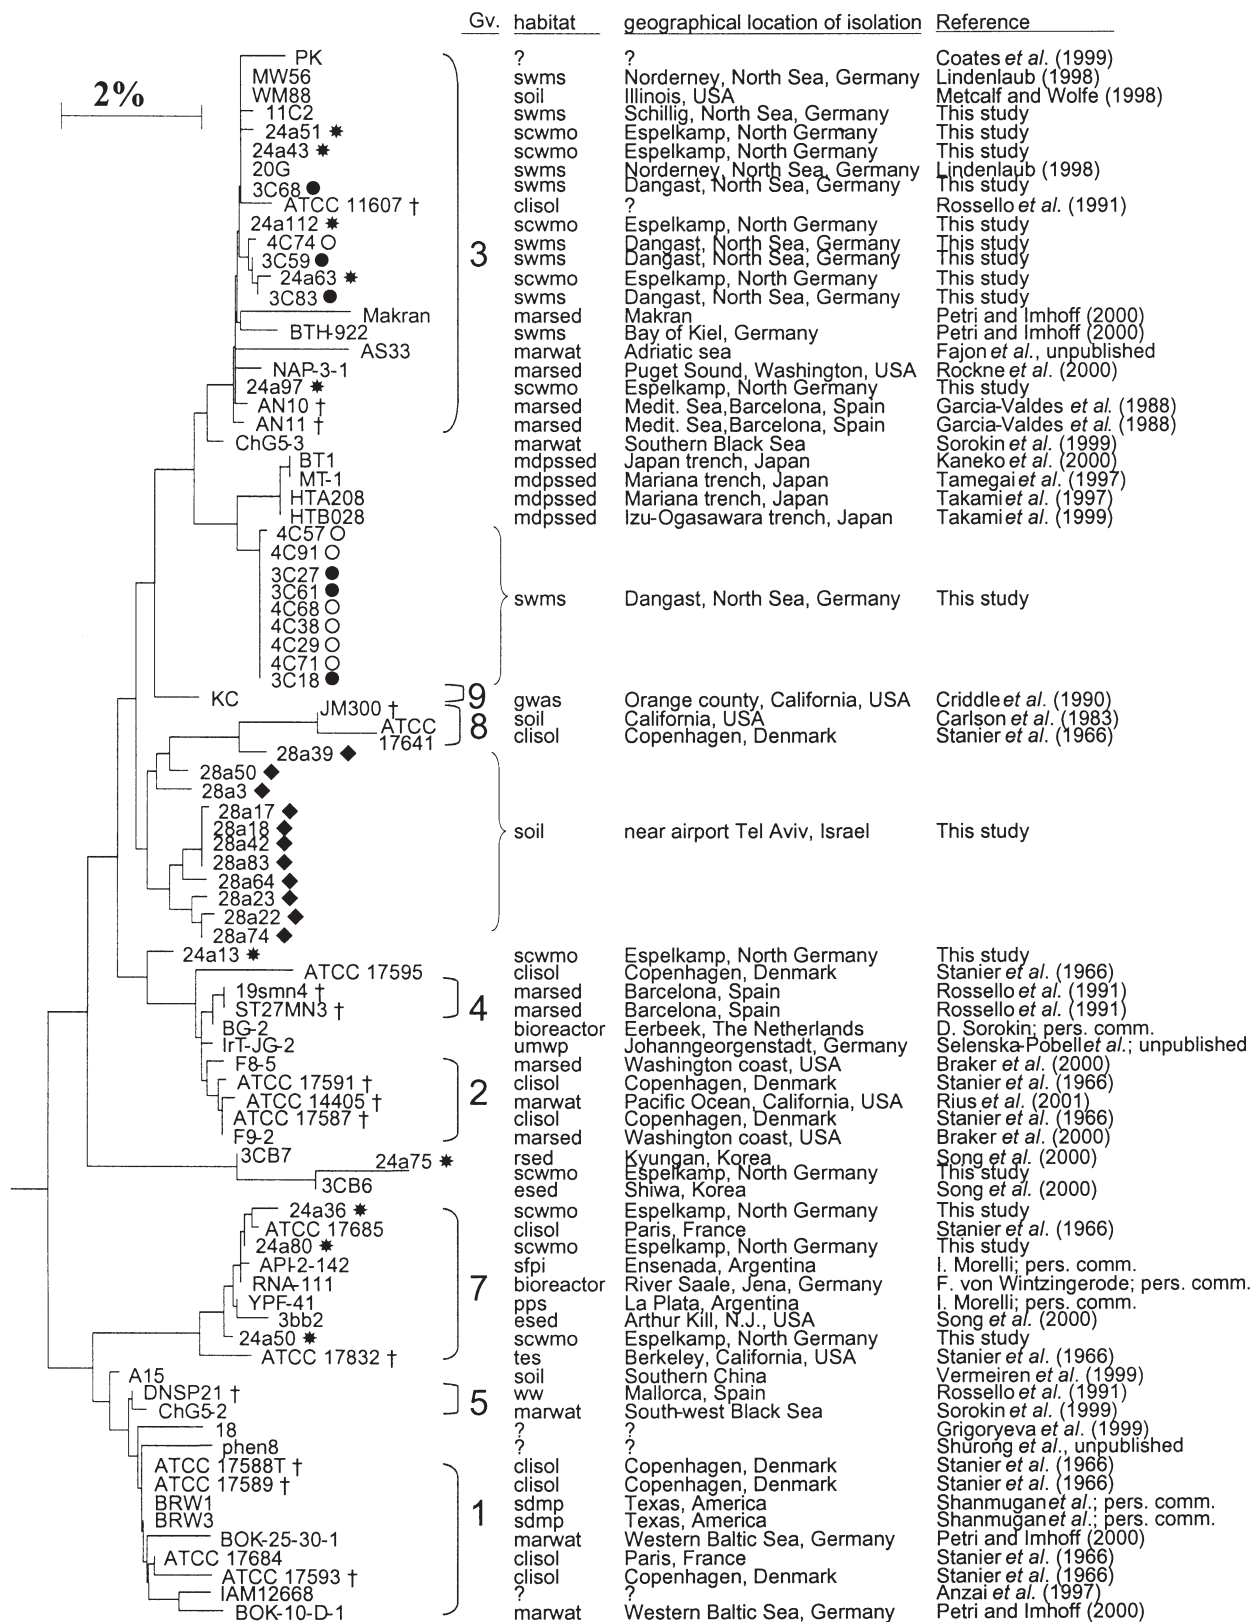 Gv. habitat geographical location of isolation Reference
2%
PK ? ? Coates et al. (1999)
MW56 swms Norderney, North Sea, Germany Lindenlaub (1998)
WM88 soil Illinois, USA Metcalf and Wolfe (1998)
11C2 swms Schillig, North Sea, Germany This study
24a51 scwmo Espelkamp, North Germany This study
24a43 scwmo Espelkamp, North Germany This study
20G swms Norderney, North Sea, Germany Lindenlaub (1998)
3C68 swms Dangast, North Sea, Germany This study
ATCC 11607 † clisol ? Rossello et al. (1991)
24a112 scwmo Espelkamp, North Germany This study
4C74 swms Dangast, North Sea, Germany This study
3C59 3 swms Dangast, North Sea, Germany This study
24a63 scwmo Espelkamp, North Germany This study
3C83 swms Dangast, North Sea, Germany This study
Makran marsed Makran Petri and Imhoff (2000)
BTH-922 swms Bay of Kiel, Germany Petri and Imhoff (2000)
AS33 marwat Adriatic sea Fajon et al., unpublished
NAP-3-1 marsed Puget Sound, Washington, USA Rockne et al. (2000)
24a97 scwmo Espelkamp, North Germany This study
AN10 † marsed Medit. Sea,Barcelona, Spain Garcia-Valdes et al. (1988)
AN11 † marsed Medit. Sea,Barcelona, Spain Garcia-Valdes et al. (1988)
ChG5-3 marwat Southern Black Sea Sorokin et al. (1999)
BT1 mdpssed Japan trench, Japan Kaneko et al. (2000)
MT-1 mdpssed Mariana trench, Japan Tamegai et al. (1997)
HTA208 mdpssed Mariana trench, Japan Takami et al. (1997)
HTB028 mdpssed Izu-Ogasawara trench, Japan Takami et al. (1999)
4C57
4C91
3C27
3C61 swms Dangast, North Sea, Germany This study
4C68
4C38
4C29
4C71
3C18
KC 9 gwas Orange county, California, USA Criddle et al. (1990)
JM300 † 8 soil California, USA Carlson et al. (1983)
ATCC 17641 clisol Copenhagen, Denmark Stanier et al. (1966)
28a39
28a50
28a3
28a17
28a18 soil near airport Tel Aviv, Israel This study
28a42
28a83
28a64
28a23
28a22
28a74
24a13 scwmo Espelkamp, North Germany This study
ATCC 17595 clisol Copenhagen, Denmark Stanier et al. (1966)
19smn4 † 4 marsed Barcelona, Spain Rossello et al. (1991)
ST27MN3 † marsed Barcelona, Spain Rossello et al. (1991)
BG-2 bioreactor Eerbeek, The Netherlands D. Sorokin; pers. comm.
IrT-JG-2 umwp Johanngeorgenstadt, Germany Selenska-Pobell et al.; unpublished
F8-5 marsed Washington coast, USA Braker et al. (2000)
ATCC 17591 † 2 clisol Copenhagen, Denmark Stanier et al. (1966)
ATCC 14405 † marwat Pacific Ocean, California, USA Rius et al. (2001)
ATCC 17587 † clisol Copenhagen, Denmark Stanier et al. (1966)
F9-2 marsed Washington coast, USA Braker et al. (2000)
3CB7 rsed Kyungan, Korea Song et al. (2000)
24a75 scwmo Espelkamp, North Germany This study
3CB6 esed Shiwa, Korea Song et al. (2000)
24a36 scwmo Espelkamp, North Germany This study
ATCC 17685 clisol Paris, France Stanier et al. (1966)
24a80 scwmo Espelkamp, North Germany This study
API-2-142 sfpi Ensenada, Argentina I. Morelli; pers. comm.
RNA-111 7 bioreactor River Saale, Jena, Germany F. von Wintzingerode; pers. comm.
YPF-41 pps La Plata, Argentina I. Morelli; pers. comm.
3bb2 esed Arthur Kill, N.J., USA Song et al. (2000)
24a50 scwmo Espelkamp, North Germany This study
ATCC 17832 † tes Berkeley, California, USA Stanier et al. (1966)
A15 soil Southern China Vermeiren et al. (1999)
DNSP21 † 5 ww Mallorca, Spain Rossello et al. (1991)
ChG5-2 marwat South-west Black Sea Sorokin et al. (1999)
18 ? ? Grigoryeva et al. (1999)
phen8 ? ? Shurong et al., unpublished
ATCC 17588T † clisol Copenhagen, Denmark Stanier et al. (1966)
ATCC 17589 † clisol Copenhagen, Denmark Stanier et al. (1966)
BRW1 sdmp Texas, America Shanmugan et al.; pers. comm.
BRW3 1 sdmp Texas, America Shanmugan et al.; pers. comm.
BOK-25-30-1 marwat Western Baltic Sea, Germany Petri and Imhoff (2000)
ATCC 17684 clisol Paris, France Stanier et al. (1966)
ATCC 17593 † clisol Copenhagen, Denmark Stanier et al. (1966)
IAM12668 ? ? Anzai et al. (1997)
BOK-10-D-1 marwat Western Baltic Sea, Germany Petri and Imhoff (2000)